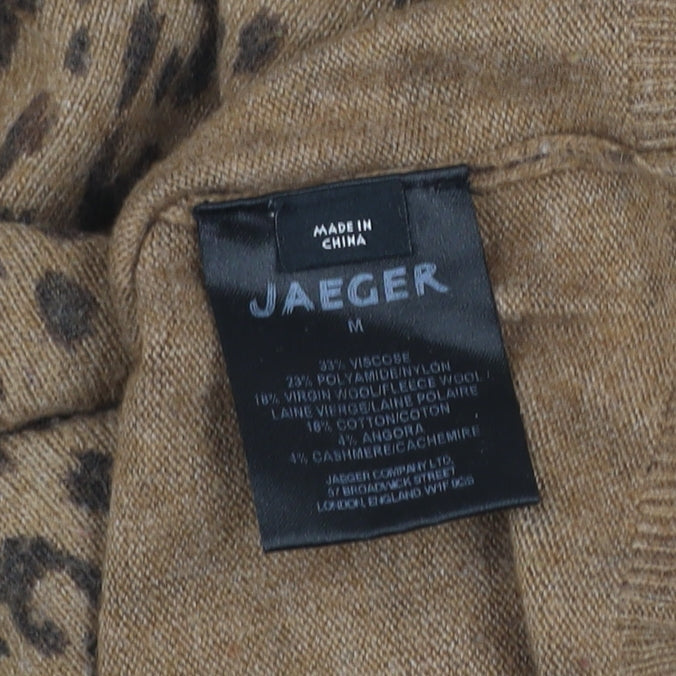 MADE IN
CHINA
JAEGER
M
33% VISCOSE
23% POLYAMIDE/NYLON
18% VIRGIN WOOL/FLEECE WOOL
LAINE VIERGE/LAINE POLAIRE
18% COTTON/COTON
4% ANGORA
4% CASHMERE/CACHEMIRE
JAEGER COMPANY LTD
57 BROADWICK STREET
LONDON, ENGLAND W1F 9QS